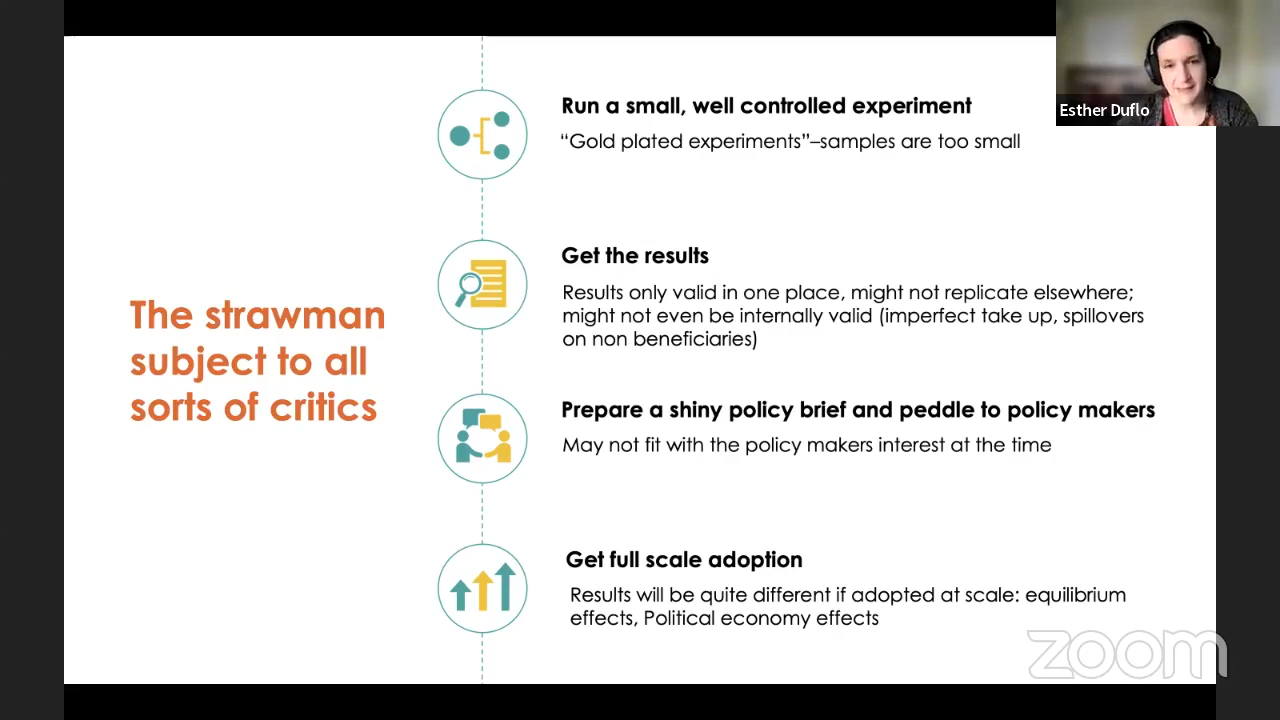 Esther Duflo
The strawman
subject to all
sorts of critics
Run a small, well controlled experiment
“Gold plated experiments”–samples are too small
Get the results
Results only valid in one place, might not replicate elsewhere;
might not even be internally valid (imperfect take up, spillovers
on non beneficiaries)
Prepare a shiny policy brief and peddle to policy makers
May not fit with the policy makers interest at the time
Get full scale adoption
Results will be quite different if adopted at scale: equilibrium
effects, Political economy effects
zoom